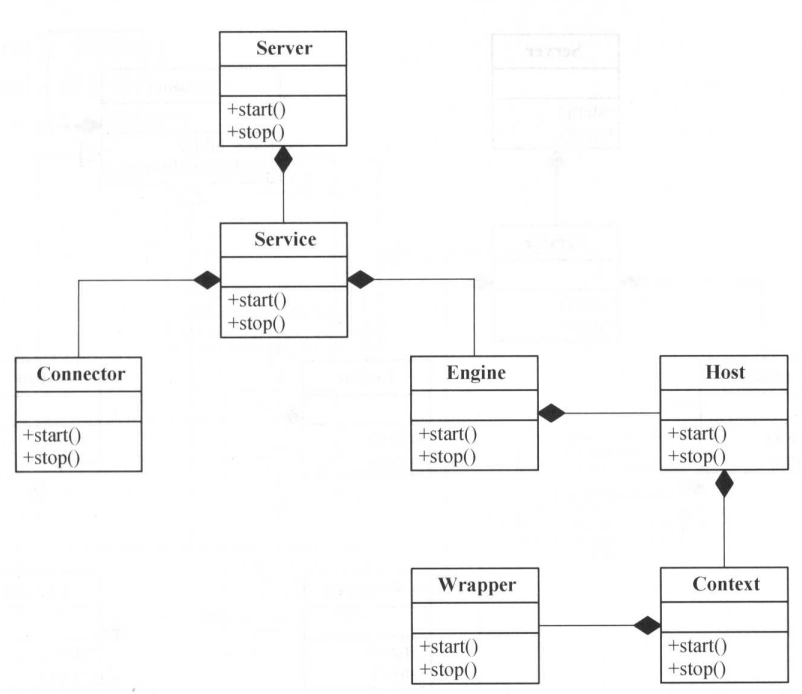 Server
+start()
+stop()
Service
+start()
+stop()
Connector
+start()
+stop()
Engine
+start()
+stop()
Host
+start()
+stop()
Wrapper
+start()
+stop()
Context
+start()
+stop()